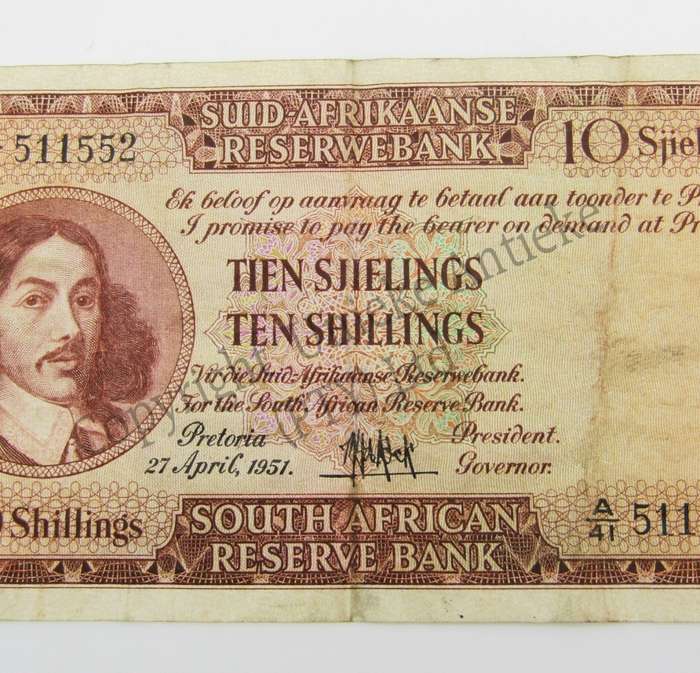 SUID-AFRIKAANSE
RESERWEBANK
511552
10 Sjiel
Ek beloof op aanvraag te betaal aan toonder te
I promise to pay the bearer on demand at
TIEN SJIELINGS
TEN SHILLINGS
Vir die Suid-Afrikaanse Reserwebank.
For the South African Reserve Bank.
Pretoria
27 April, 1951.
President.
Governor.
Shillings
SOUTH AFRICAN
RESERVE BANK
A/41 511